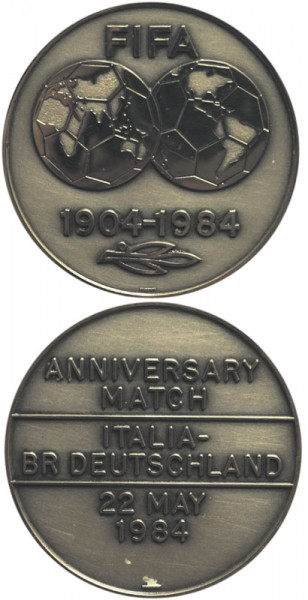 FIFA
1904-1984
ANNIVERSARY
MATCH
ITALIA-
BR DEUTSCHLAND
22 MAY
1984